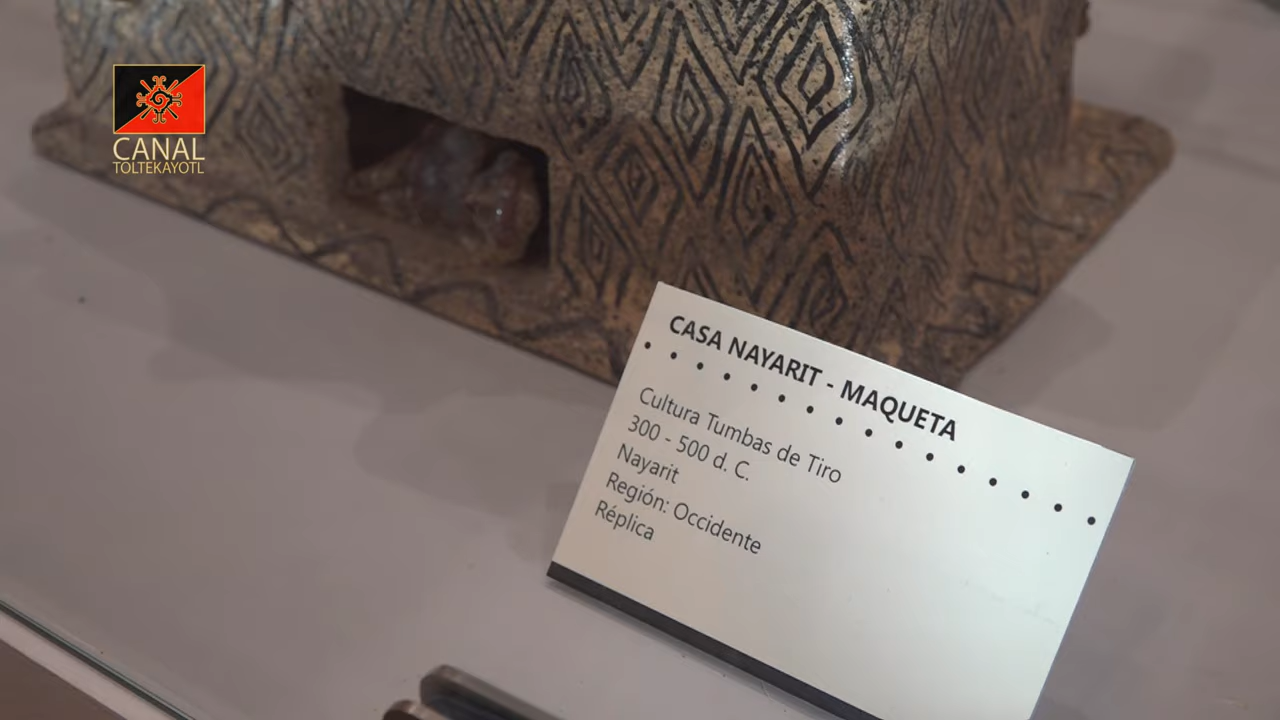 CANAL
TOLTEKAYOTL
CASA NAYARIT - MAQUETA
Cultura Tumbas de Tiro
300 - 500 d. C.
Nayarit
Región: Occidente
Réplica